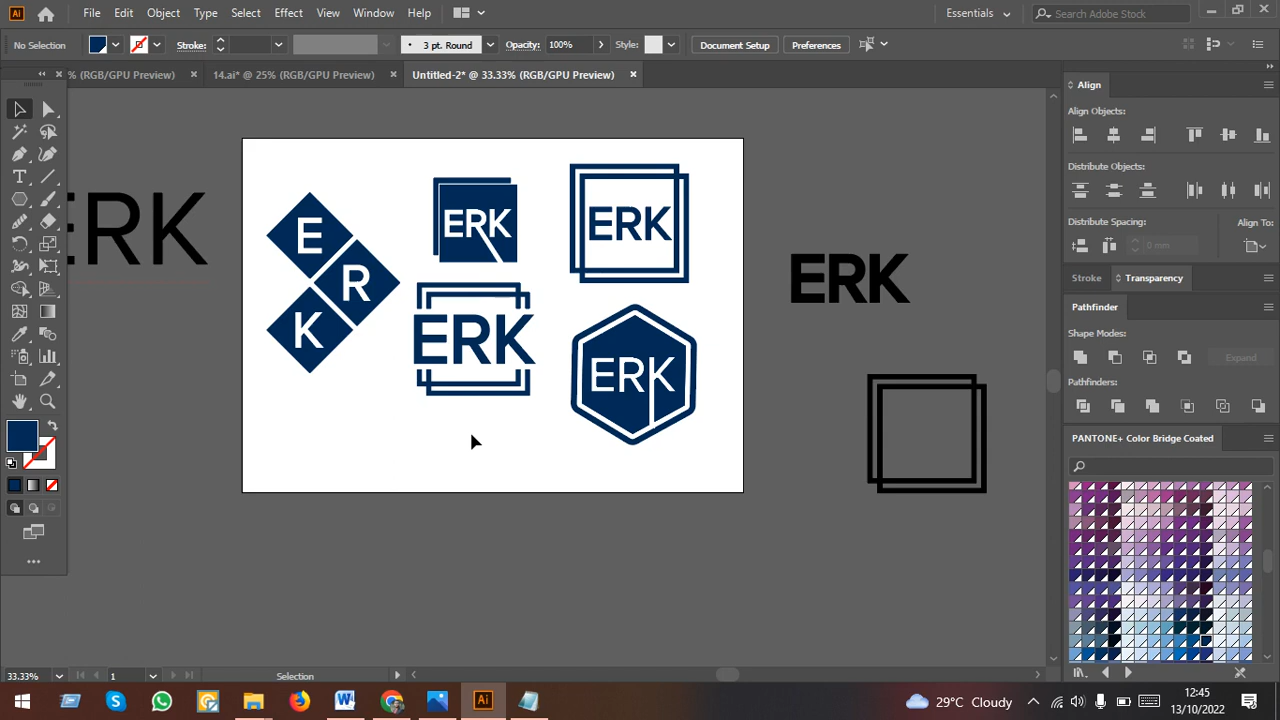 Ai File Edit Object Type Select Effect View Window Help Essentials Search Adobe Stock
No Selection Stroke: 3 pt. Round Opacity: 100% Style: Document Setup Preferences
% (RGB/GPU Preview) 14.ai* @ 25% (RGB/GPU Preview) Untitled-2* @ 33.33% (RGB/GPU Preview)
Align
Align Objects:
Distribute Objects:
Distribute Spacing: Align To:
0 mm
Stroke Transparency
Pathfinder
Shape Modes:
Expand
Pathfinders:
PANTONE+ Color Bridge Coated
ERK
E
R
K
ERK
ERK
ERK
ERK
ERK
33.33% 1 Selection
Ai 29°C Cloudy 12:45
13/10/2022